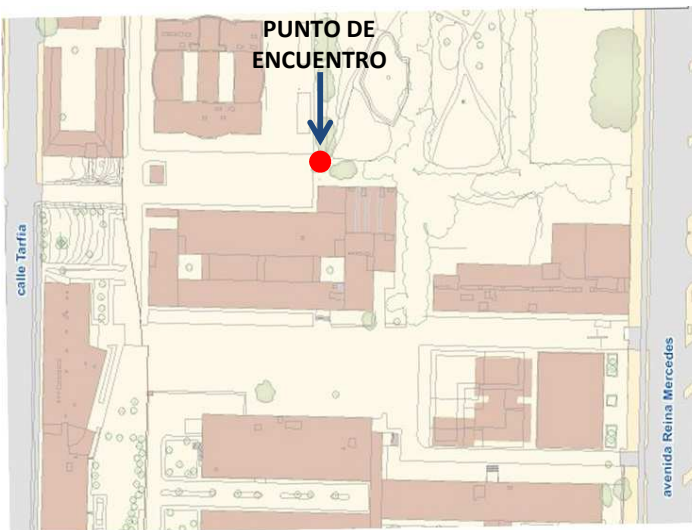 PUNTO DE
ENCUENTRO
calle Tarfia
avenida Reina Mercedes